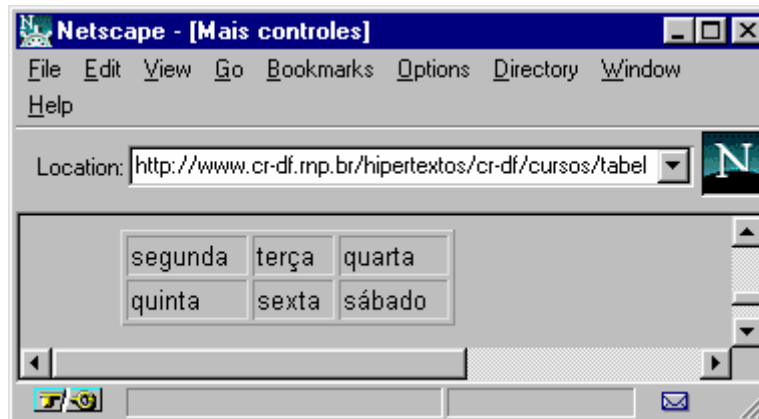 Netscape - [Mais controles]
File Edit View Go Bookmarks Options Directory Window
Help
Location: http://www.cr-df.rnp.br/hipertextos/cr-df/cursos/tabel
N
segunda terça quarta
quinta sexta sábado